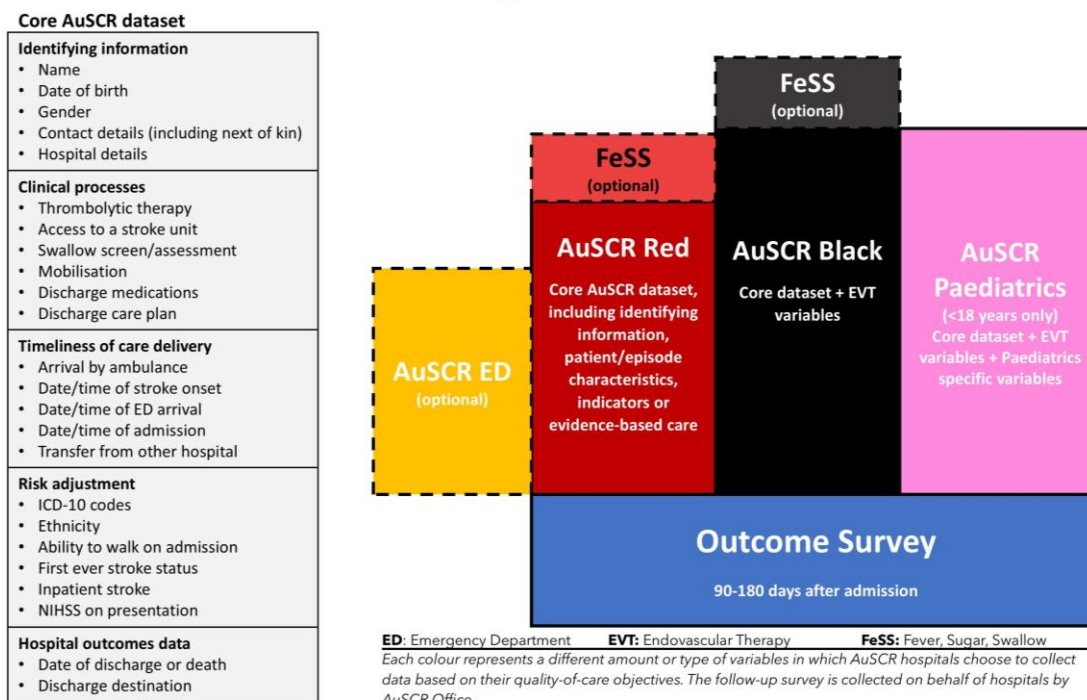 Core AuSCR dataset
Identifying information
• Name
• Date of birth
• Gender
• Contact details (including next of kin)
• Hospital details
Clinical processes
• Thrombolytic therapy
• Access to a stroke unit
• Swallow screen/assessment
• Mobilisation
• Discharge medications
• Discharge care plan
Timeliness of care delivery
• Arrival by ambulance
• Date/time of stroke onset
• Date/time of ED arrival
• Date/time of admission
• Transfer from other hospital
Risk adjustment
• ICD-10 codes
• Ethnicity
• Ability to walk on admission
• First ever stroke status
• Inpatient stroke
• NIHSS on presentation
Hospital outcomes data
• Date of discharge or death
• Discharge destination
AuSCR ED
(optional)
FeSS
(optional)
AuSCR Red
Core AuSCR dataset,
including identifying
information,
patient/episode
characteristics,
indicators or
evidence-based care
FeSS
(optional)
AuSCR Black
Core dataset + EVT
variables
AuSCR
Paediatrics
(<18 years only)
Core dataset + EVT
variables + Paediatrics
specific variables
Outcome Survey
90-180 days after admission
ED: Emergency Department EVT: Endovascular Therapy FeSS: Fever, Sugar, Swallow
Each colour represents a different amount or type of variables in which AuSCR hospitals choose to collect
data based on their quality-of-care objectives. The follow-up survey is collected on behalf of hospitals by
AuSCR Office